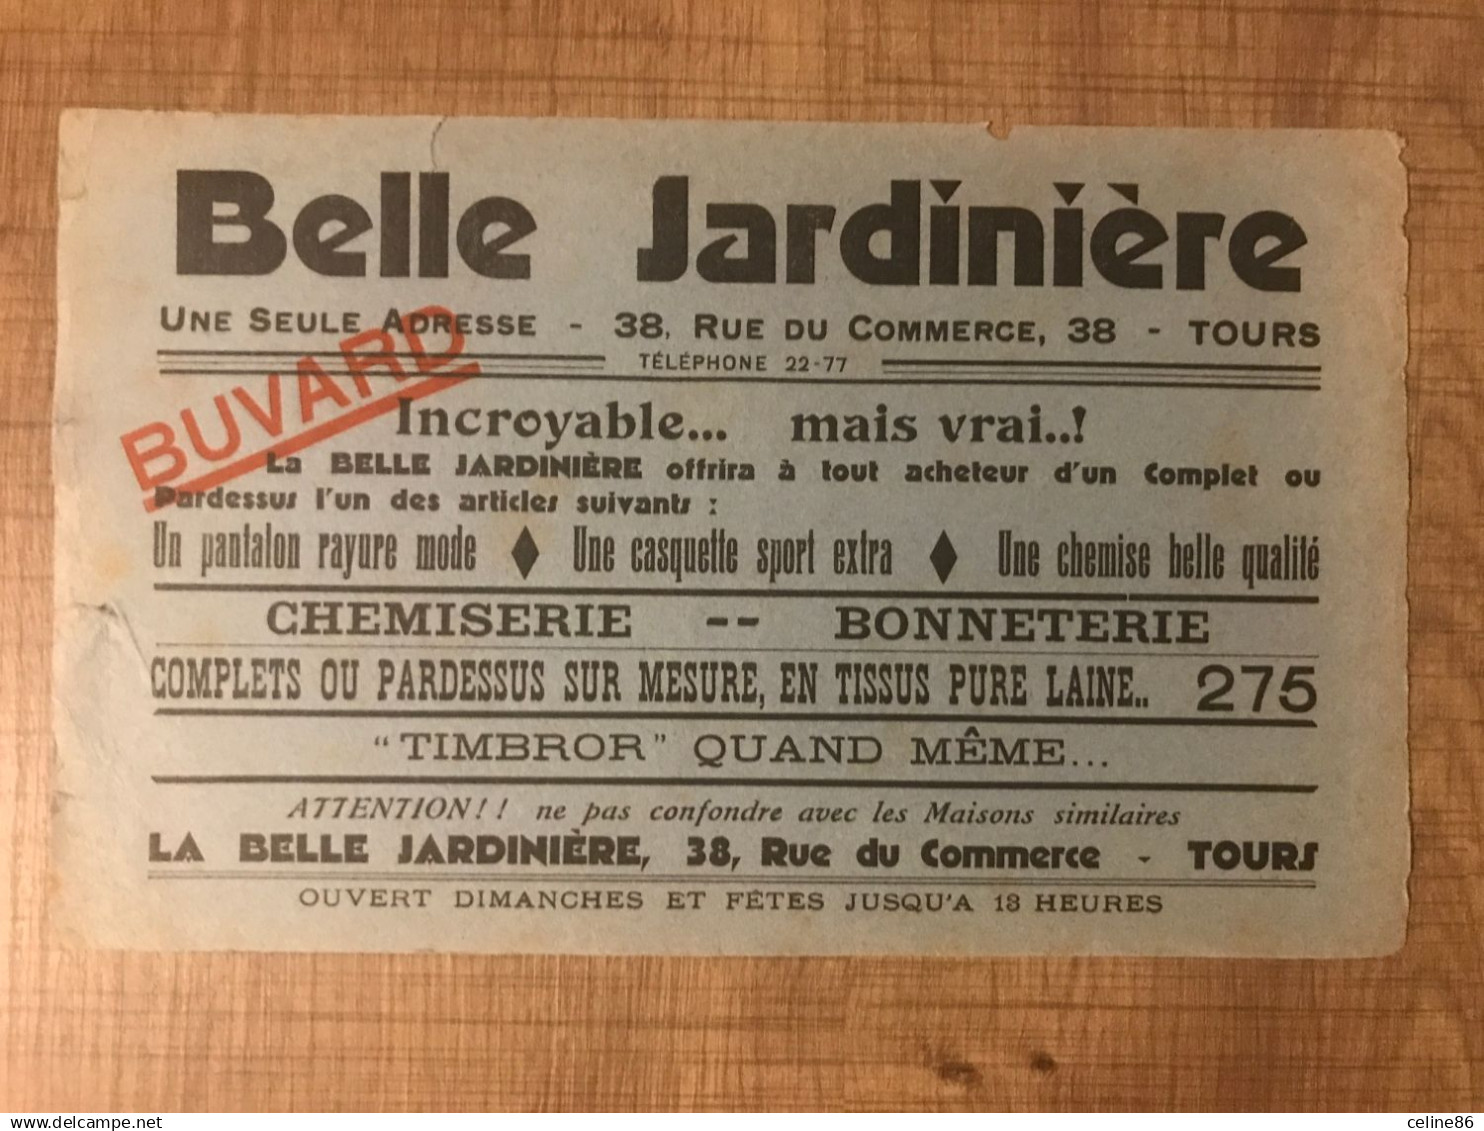 Belle Jardinière
UNE SEULE ADRESSE - 38, RUE DU COMMERCE, 38 - TOURS
TÉLÉPHONE 22-77
BUVARD
Incroyable... mais vrai..!
La BELLE JARDINIÈRE offrira à tout acheteur d'un Complet ou
Pardessus l'un des articles suivants :
Un pantalon rayure mode ♦ Une casquette sport extra ♦ Une chemise belle qualité
CHEMISERIE -- BONNETERIE
COMPLETS OU PARDESSUS SUR MESURE, EN TISSUS PURE LAINE.. 275
"TIMBROR" QUAND MÊME...
ATTENTION!! ne pas confondre avec les Maisons similaires
LA BELLE JARDINIÈRE, 38, Rue du Commerce - TOURS
OUVERT DIMANCHES ET FÊTES JUSQU'A 13 HEURES
delcampe.net
celine86